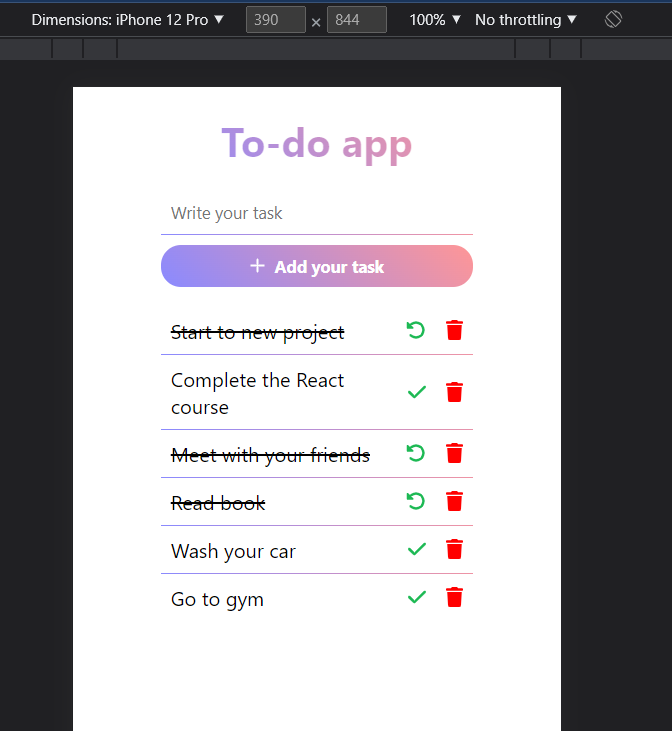 Dimensions: iPhone 12 Pro ▼ 390 × 844 100% ▼ No throttling ▼
To-do app
Write your task
+ Add your task
Start to new project
Complete the React
course
Meet with your friends
Read book
Wash your car
Go to gym